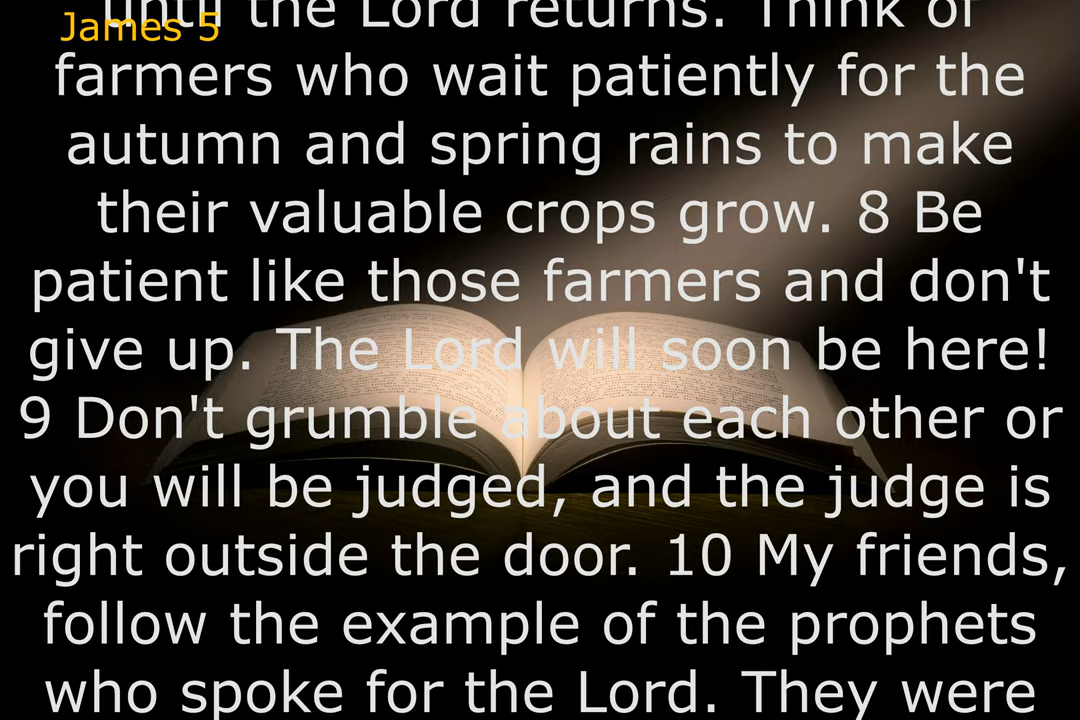 until the Lord returns. Think of
James 5
farmers who wait patiently for the
autumn and spring rains to make
their valuable crops grow. 8 Be
patient like those farmers and don't
give up. The Lord will soon be here!
9 Don't grumble about each other or
you will be judged, and the judge is
right outside the door. 10 My friends,
follow the example of the prophets
who spoke for the Lord. They were